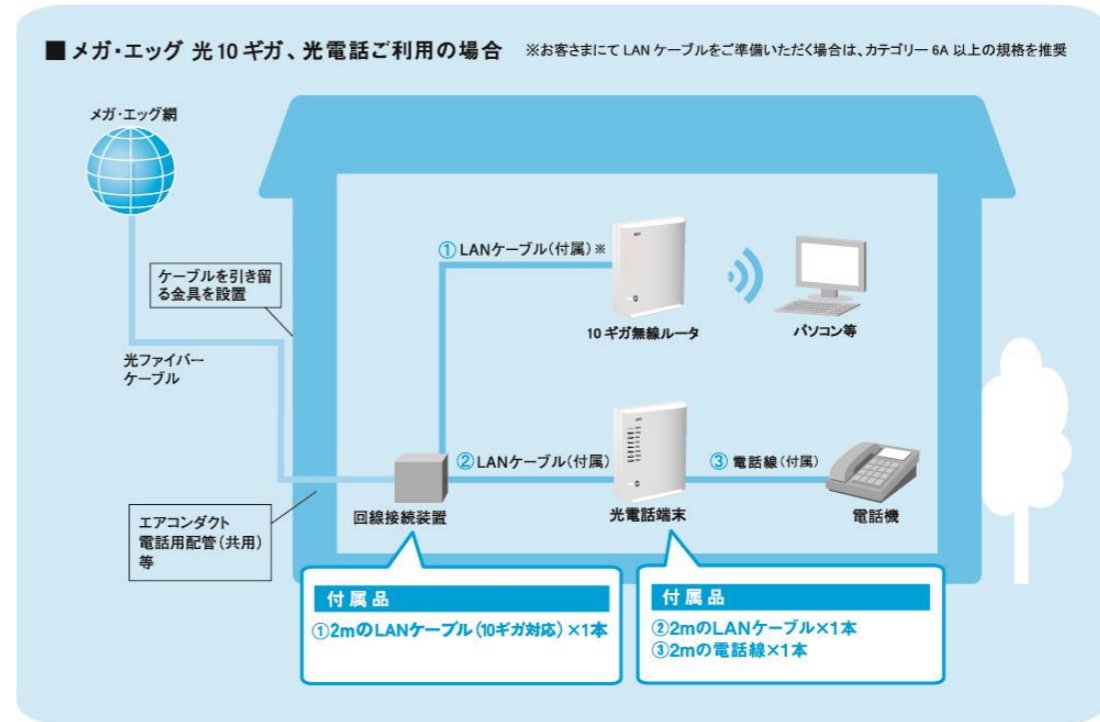 ■メガ・エッグ 光10ギガ、光電話ご利用の場合 ※お客さまにてLANケーブルをご準備いただく場合は、カテゴリー6A以上の規格を推奨
メガ・エッグ網
①LANケーブル(付属)※
ケーブルを引き留
る金具を設置
10ギガ無線ルータ
パソコン等
光ファイバー
ケーブル
②LANケーブル(付属)
③電話線(付属)
回線接続装置
光電話端末
電話機
エアコンダクト
電話用配管(共用)
等
付属品
①2mのLANケーブル(10ギガ対応)×1本
付属品
②2mのLANケーブル×1本
③2mの電話線×1本